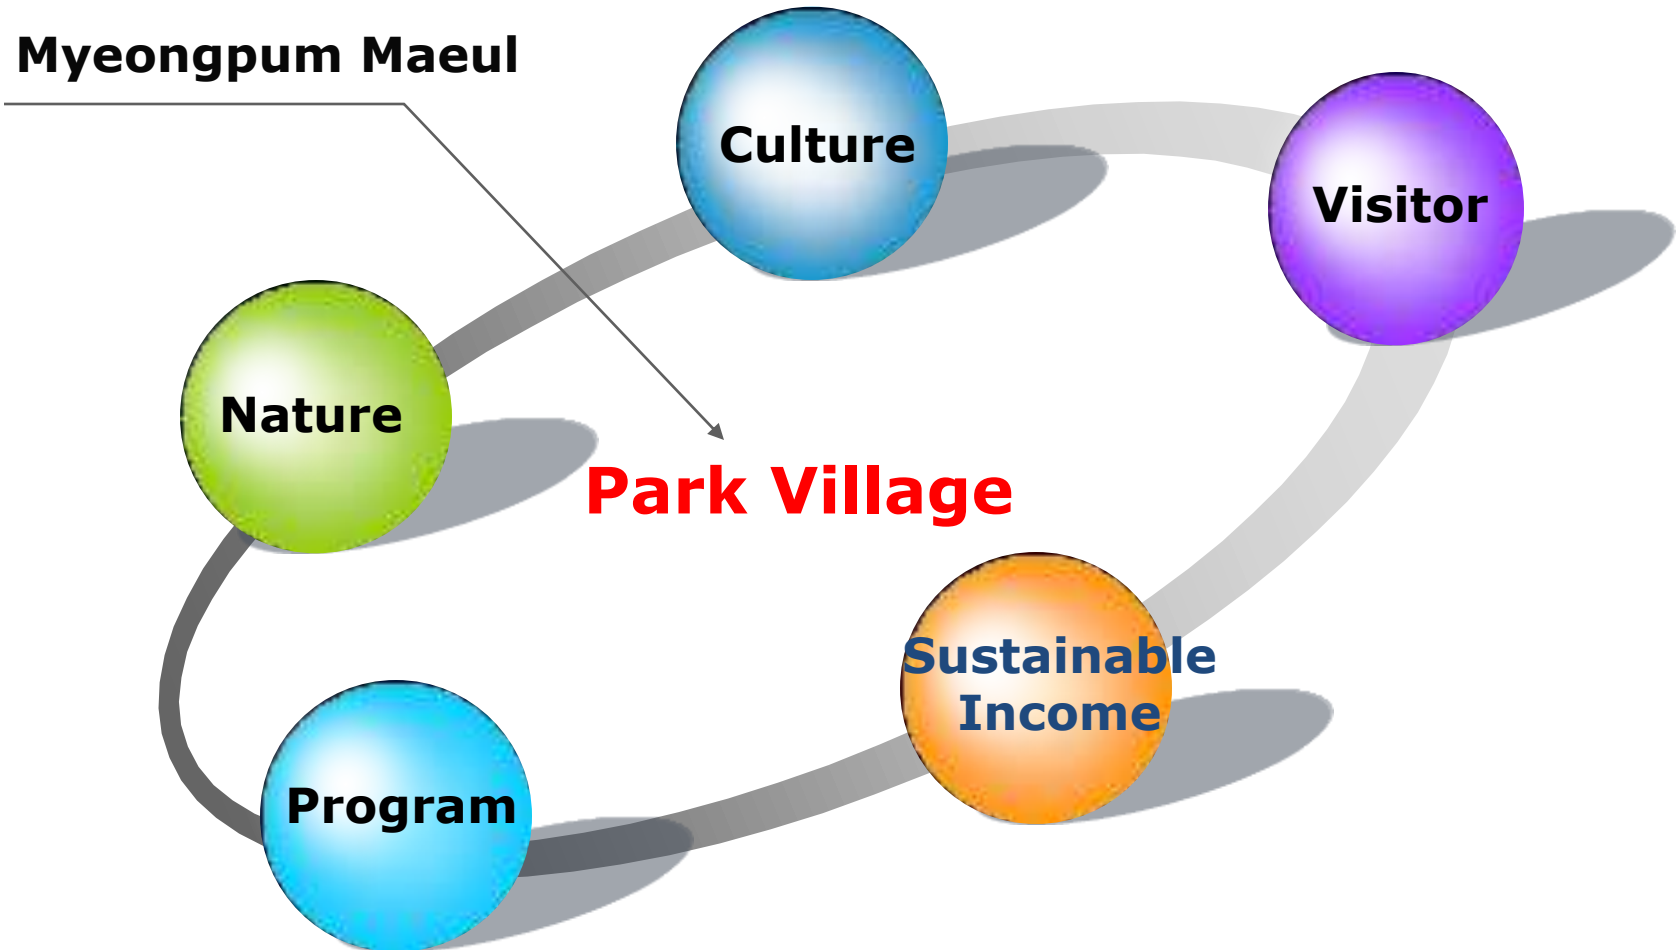 Myeongpum Maeul
Culture
Visitor
Nature
Park Village
Sustainable
Income
Program